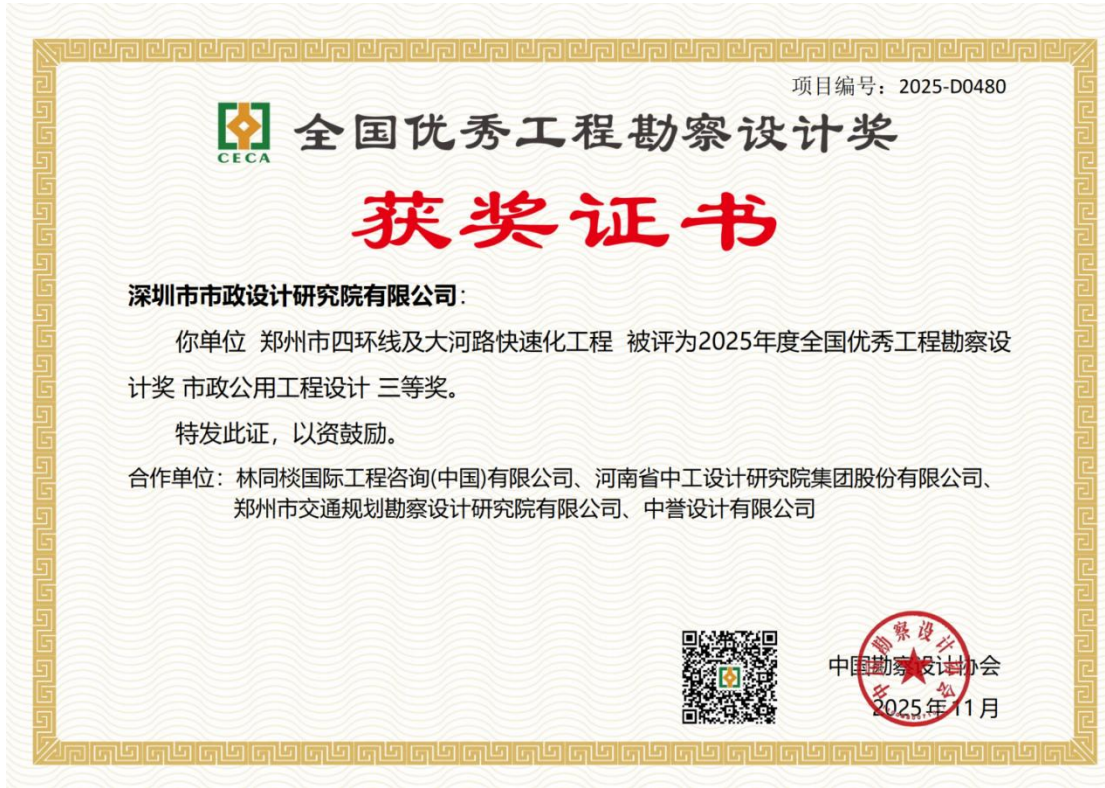 项目编号：2025-D0480
CECA
全国优秀工程勘察设计奖
获奖证书
深圳市市政设计研究院有限公司：
你单位 郑州市四环线及大河路快速化工程 被评为2025年度全国优秀工程勘察设
计奖 市政公用工程设计 三等奖。
特发此证，以资鼓励。
合作单位：林同棪国际工程咨询(中国)有限公司、河南省中工设计研究院集团股份有限公司、
郑州市交通规划勘察设计研究院有限公司、中誉设计有限公司
中国勘察设计协会
中国勘察设计协会
2025年11月